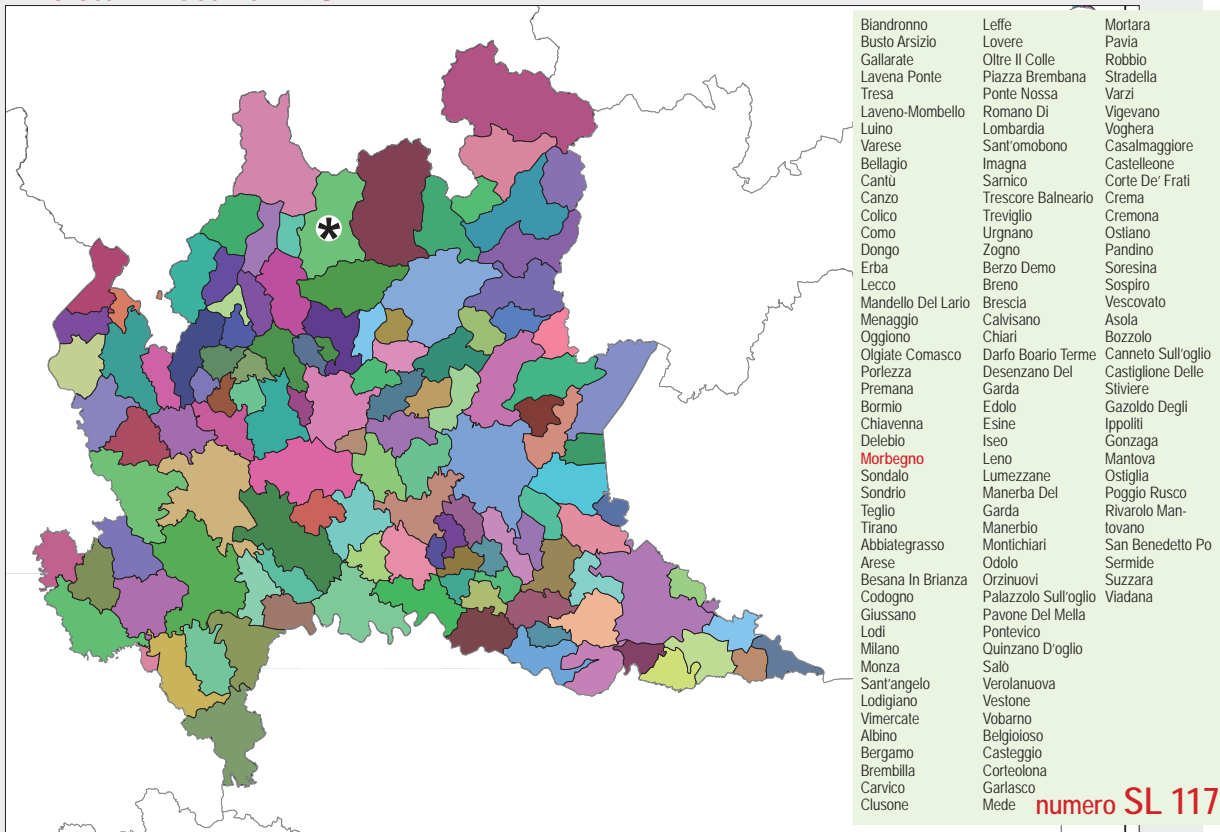 Biandronno
Busto Arsizio
Gallarate
Lavena Ponte
Tresa
Laveno-Mombello
Luino
Varese
Bellagio
Cantù
Canzo
Colico
Como
Dongo
Erba
Lecco
Mandello Del Lario
Menaggio
Oggiono
Olgiate Comasco
Porlezza
Premana
Bormio
Chiavenna
Delebio
Morbegno
Sondalo
Sondrio
Teglio
Tirano
Abbiategrasso
Arese
Besana In Brianza
Codogno
Giussano
Lodi
Milano
Monza
Sant'angelo
Lodigiano
Vimercate
Albino
Bergamo
Brembilla
Carvico
Clusone
Leffe
Lovere
Oltre Il Colle
Piazza Brembana
Ponte Nossa
Romano Di
Lombardia
Sant'omobono
Imagna
Sarnico
Trescore Balneario
Treviglio
Urgnano
Zogno
Berzo Demo
Breno
Brescia
Calvisano
Chiari
Darfo Boario Terme
Desenzano Del
Garda
Edolo
Esine
Iseo
Leno
Lumezzane
Manerba Del
Garda
Manerbio
Montichiari
Odolo
Orzinuovi
Palazzolo Sull'oglio
Pavone Del Mella
Pontevico
Quinzano D'oglio
Salò
Verolanuova
Vestone
Vobarno
Belgioioso
Casteggio
Corteolona
Garlasco
Mede
Mortara
Pavia
Robbio
Stradella
Varzi
Vigevano
Voghera
Casalmaggiore
Castelleone
Corte De' Frati
Crema
Cremona
Ostiano
Pandino
Soresina
Sospiro
Vescovato
Asola
Bozzolo
Canneto Sull'oglio
Castiglione Delle
Stiviere
Gazoldo Degli
Ippoliti
Gonzaga
Mantova
Ostiglia
Poggio Rusco
Rivarolo Man-
tovano
San Benedetto Po
Sermide
Suzzara
Viadana
numero SL 117